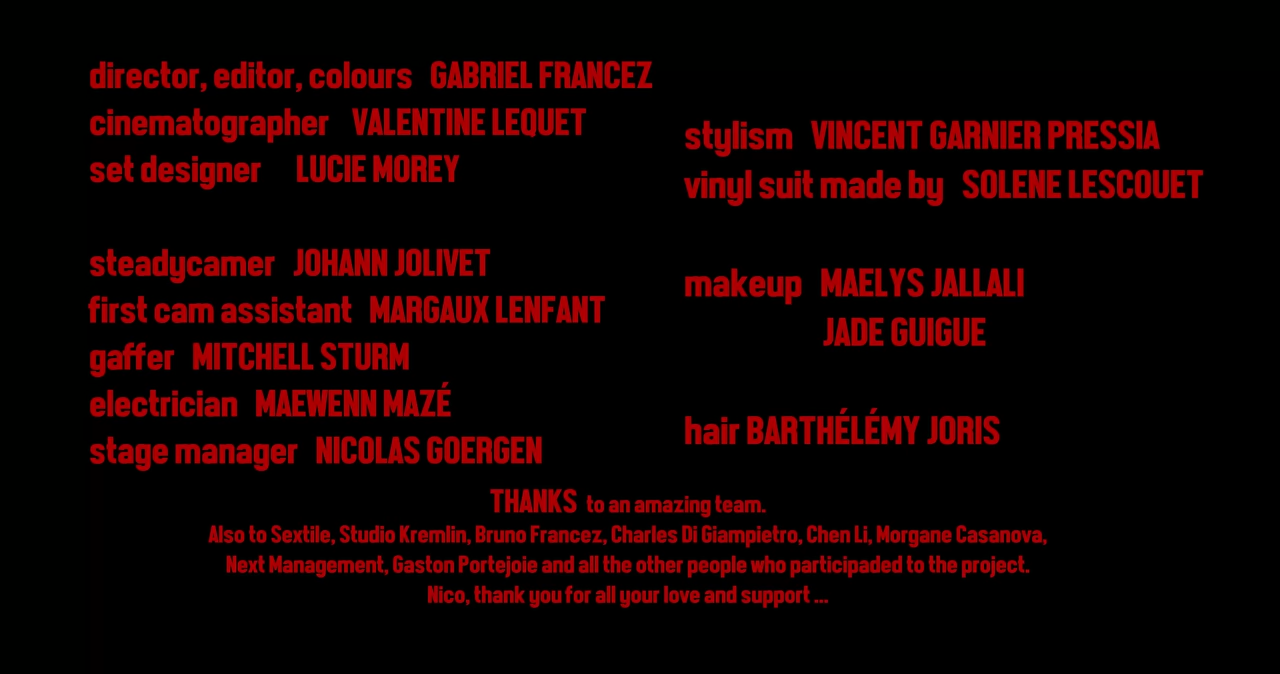 director, editor, colours GABRIEL FRANCEZ
cinematographer VALENTINE LEQUET
set designer LUCIE MOREY
steadycamer JOHANN JOLIVET
first cam assistant MARGAUX LENFANT
gaffer MITCHELL STURM
electrician MAEWENN MAZÉ
stage manager NICOLAS GOERGEN
stylism VINCENT GARNIER PRESSIA
vinyl suit made by SOLENE LESCOUET
makeup MAELYS JALLALI
JADE GUIGUE
hair BARTHÉLÉMY JORIS
THANKS to an amazing team.
Also to Sextile, Studio Kremlin, Bruno Francez, Charles Di Giampietro, Chen Li, Morgane Casanova,
Next Management, Gaston Portejoie and all the other people who participaded to the project.
Nico, thank you for all your love and support ...